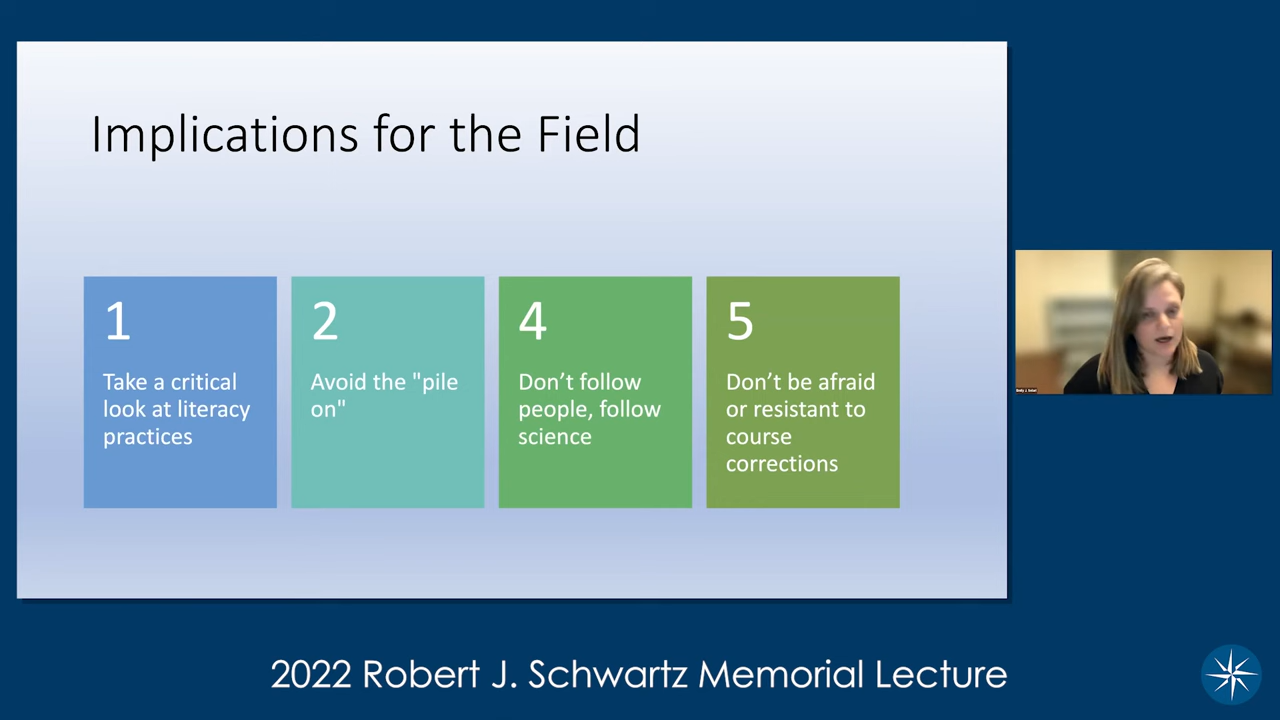 Implications for the Field
1
Take a critical
look at literacy
practices
2
Avoid the "pile
on"
4
Don’t follow
people, follow
science
5
Don’t be afraid
or resistant to
course
corrections
2022 Robert J. Schwartz Memorial Lecture